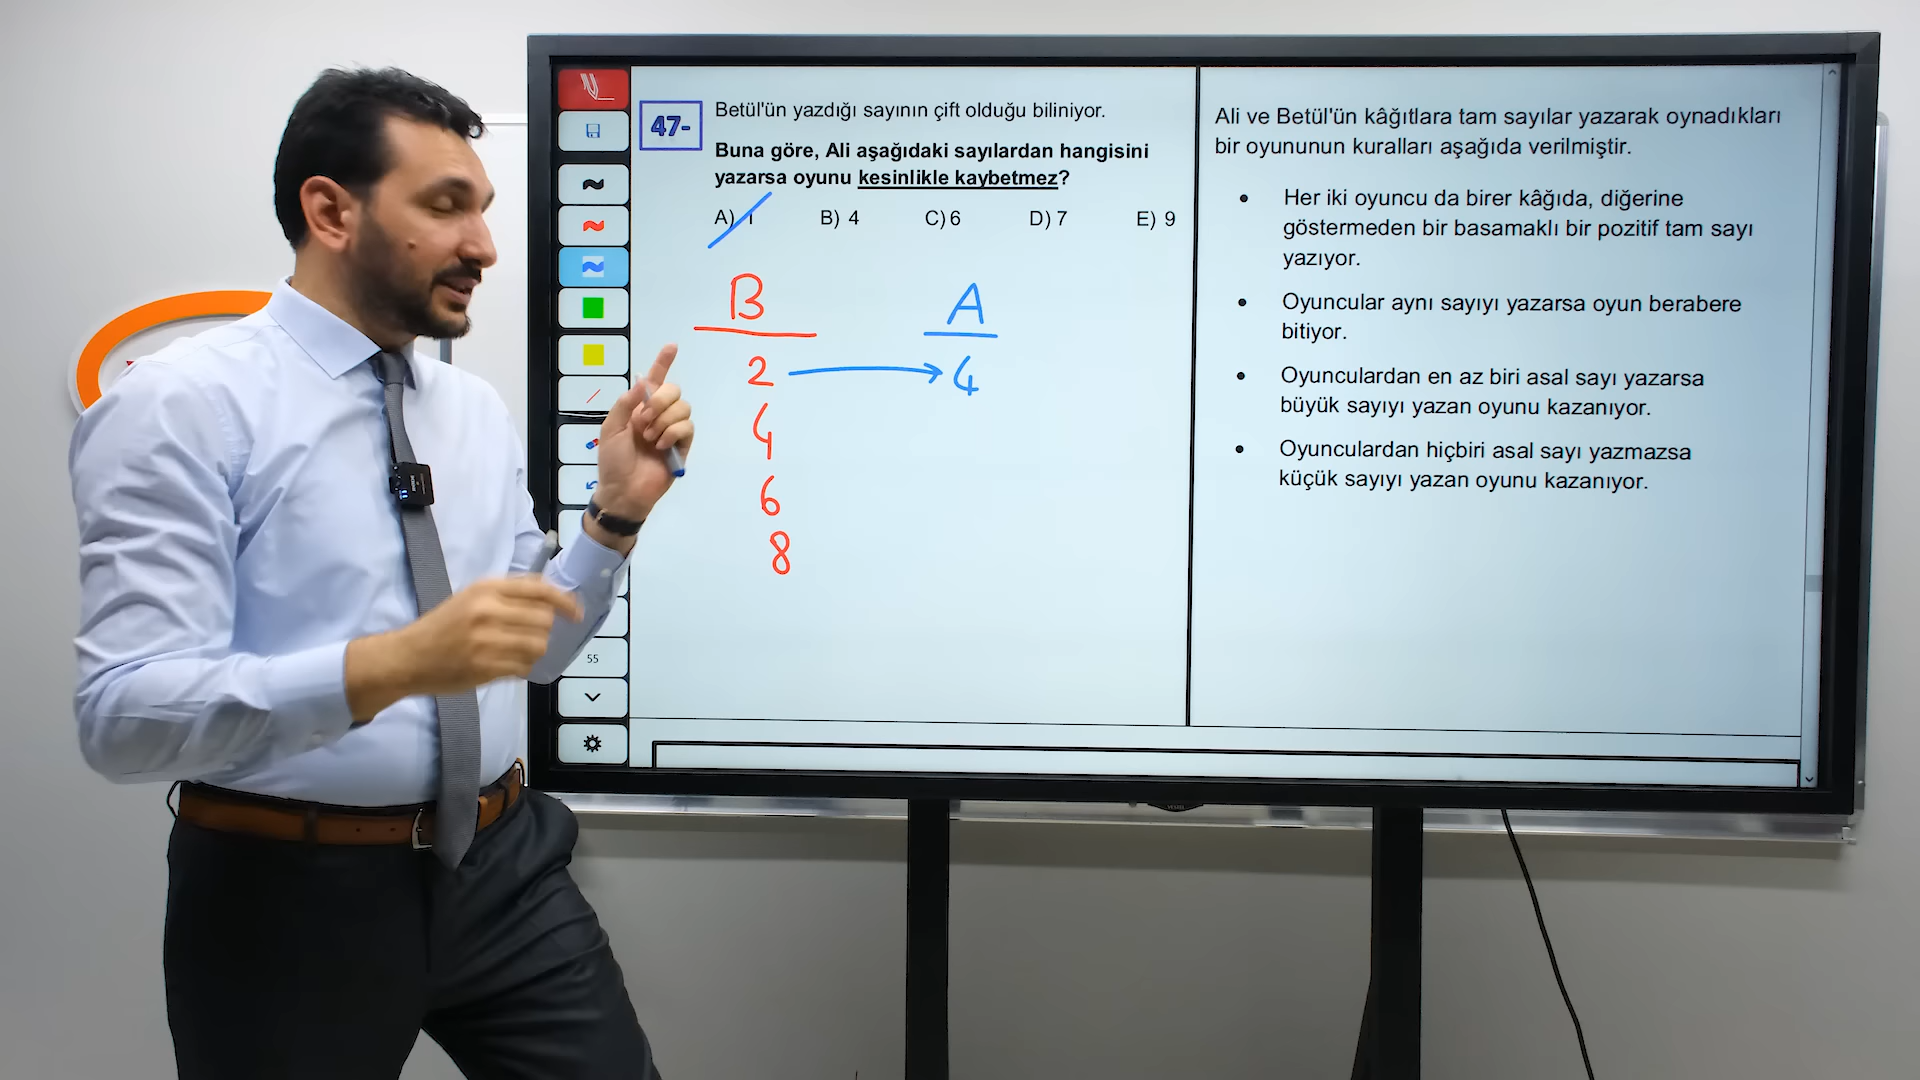 47-
Betül'ün yazdığı sayının çift olduğu biliniyor.
Buna göre, Ali aşağıdaki sayılardan hangisini
yazarsa oyunu kesinlikle kaybetmez?
A) 1 B) 4 C) 6 D) 7 E) 9
B A
2 4
4
6
8
55
Ali ve Betül'ün kâğıtlara tam sayılar yazarak oynadıkları
bir oyununun kuralları aşağıda verilmiştir.
• Her iki oyuncu da birer kâğıda, diğerine
göstermeden bir basamaklı bir pozitif tam sayı
yazıyor.
• Oyuncular aynı sayıyı yazarsa oyun berabere
bitiyor.
• Oyunculardan en az biri asal sayı yazarsa
büyük sayıyı yazan oyunu kazanıyor.
• Oyunculardan hiçbiri asal sayı yazmazsa
küçük sayıyı yazan oyunu kazanıyor.